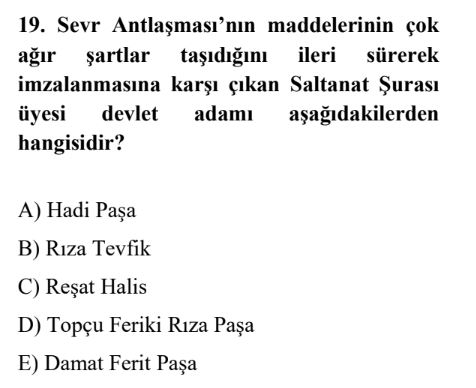 19. Sevr Antlaşması’nın maddelerinin çok
ağır şartlar taşıdığını ileri sürerek
imzalanmasına karşı çıkan Saltanat Şurası
üyesi devlet adamı aşağıdakilerden
hangisidir?
A) Hadi Paşa
B) Rıza Tevfik
C) Reşat Halis
D) Topçu Feriki Rıza Paşa
E) Damat Ferit Paşa